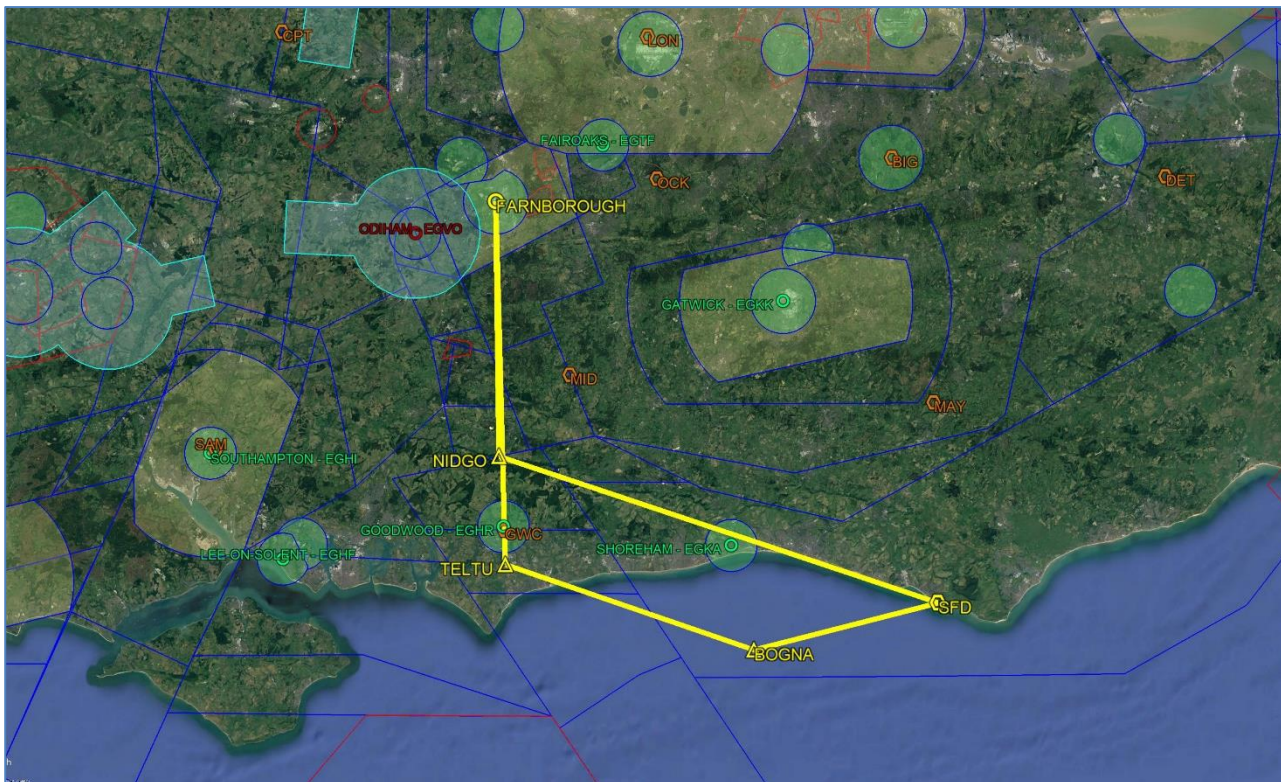 CPT
LON
FAIROAKS - EGTF
BIG
OCK
DET
FARNBOROUGH
ODIHAM - EGVO
GATWICK - EGKK
MID
MAY
SAM
SOUTHAMPTON - EGHI
NIDGO
GOODWOOD - EGHR
GWC
SHOREHAM - EGKA
LEE ON SOLENT - EGHF
TELTU
SFD
BOGNA